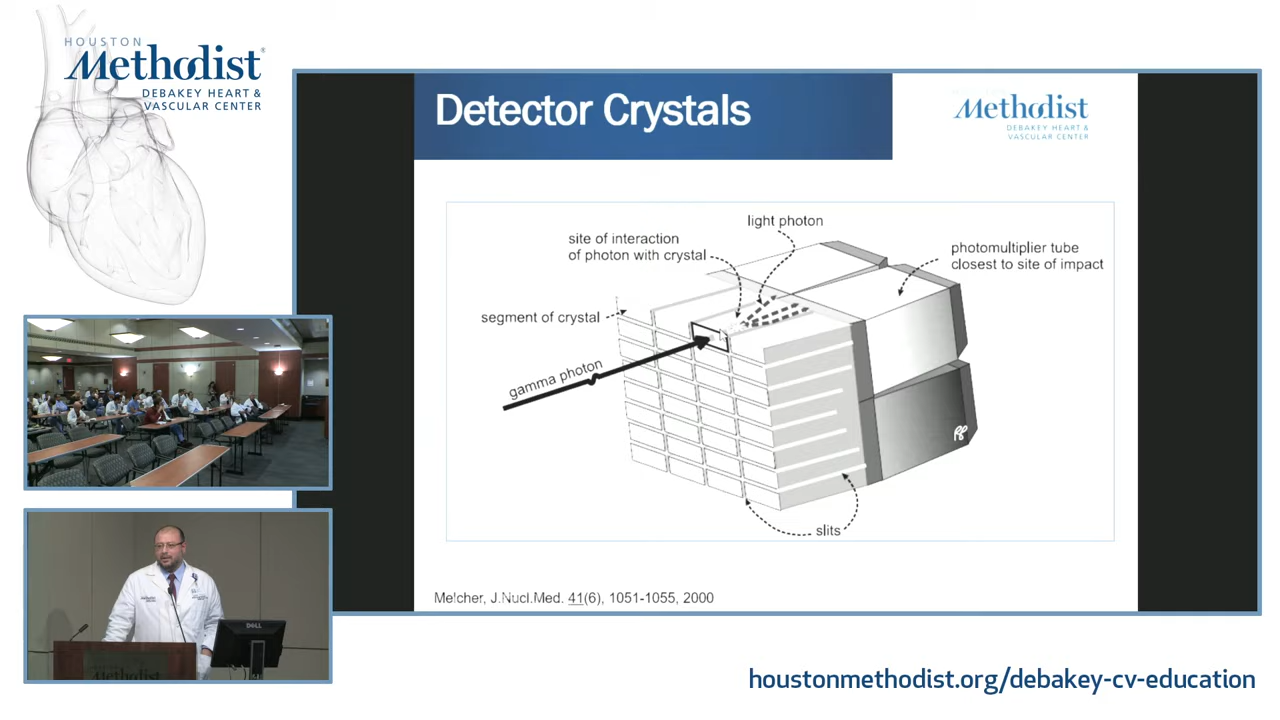 HOUSTON
Methodist
DEBAKEY HEART &
VASCULAR CENTER
Detector Crystals
Methodist
DEBAKEY HEART &
VASCULAR CENTER
light photon
site of interaction
of photon with crystal
photomultiplier tube
closest to site of impact
segment of crystal
gamma photon
slits
Melcher, J.Nucl.Med. 41(6), 1051-1055, 2000
DELL
Methodist
houstonmethodist.org/debakey-cv-education